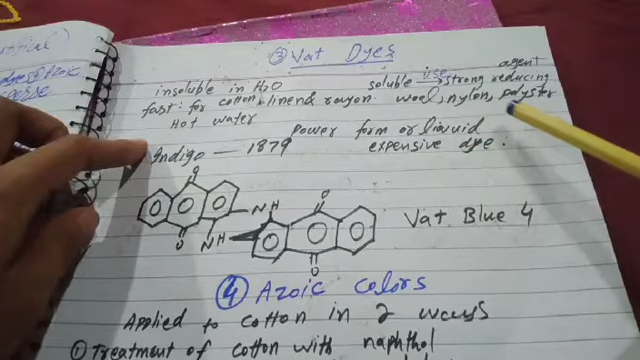 ③ Vat Dyes
insoluble in H₂O soluble use strong reducing agent
fast: for cotton, linen & rayon. wool, nylon, polyster
Hot water
power form or liquid
Indigo — 1879 expensive dye.
O
NH
O
O
NH
O
Vat Blue 4
④ Azoic colors
Applied to cotton in 2
① Treatment of cotton with naphthol